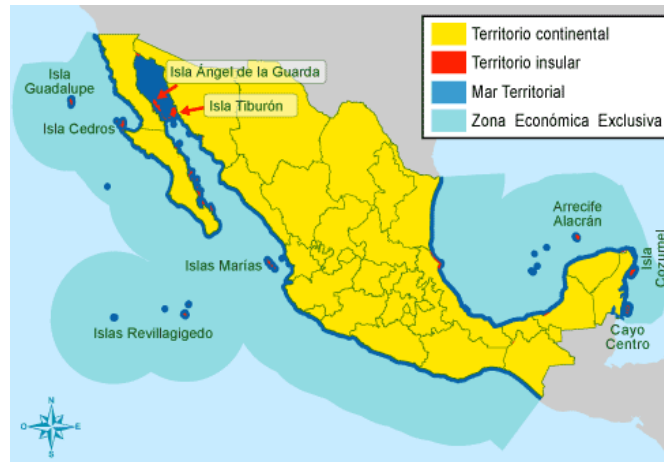 Territorio continental
Territorio insular
Mar Territorial
Zona Económica Exclusiva
Isla Ángel de la Guarda
Isla
Guadalupe
Isla Tiburón
Isla Cedros
Arrecife
Alacrán
Isla
Cozumel
Islas Marías
Islas Revillagigedo
Cayo
Centro
N
O
E
S